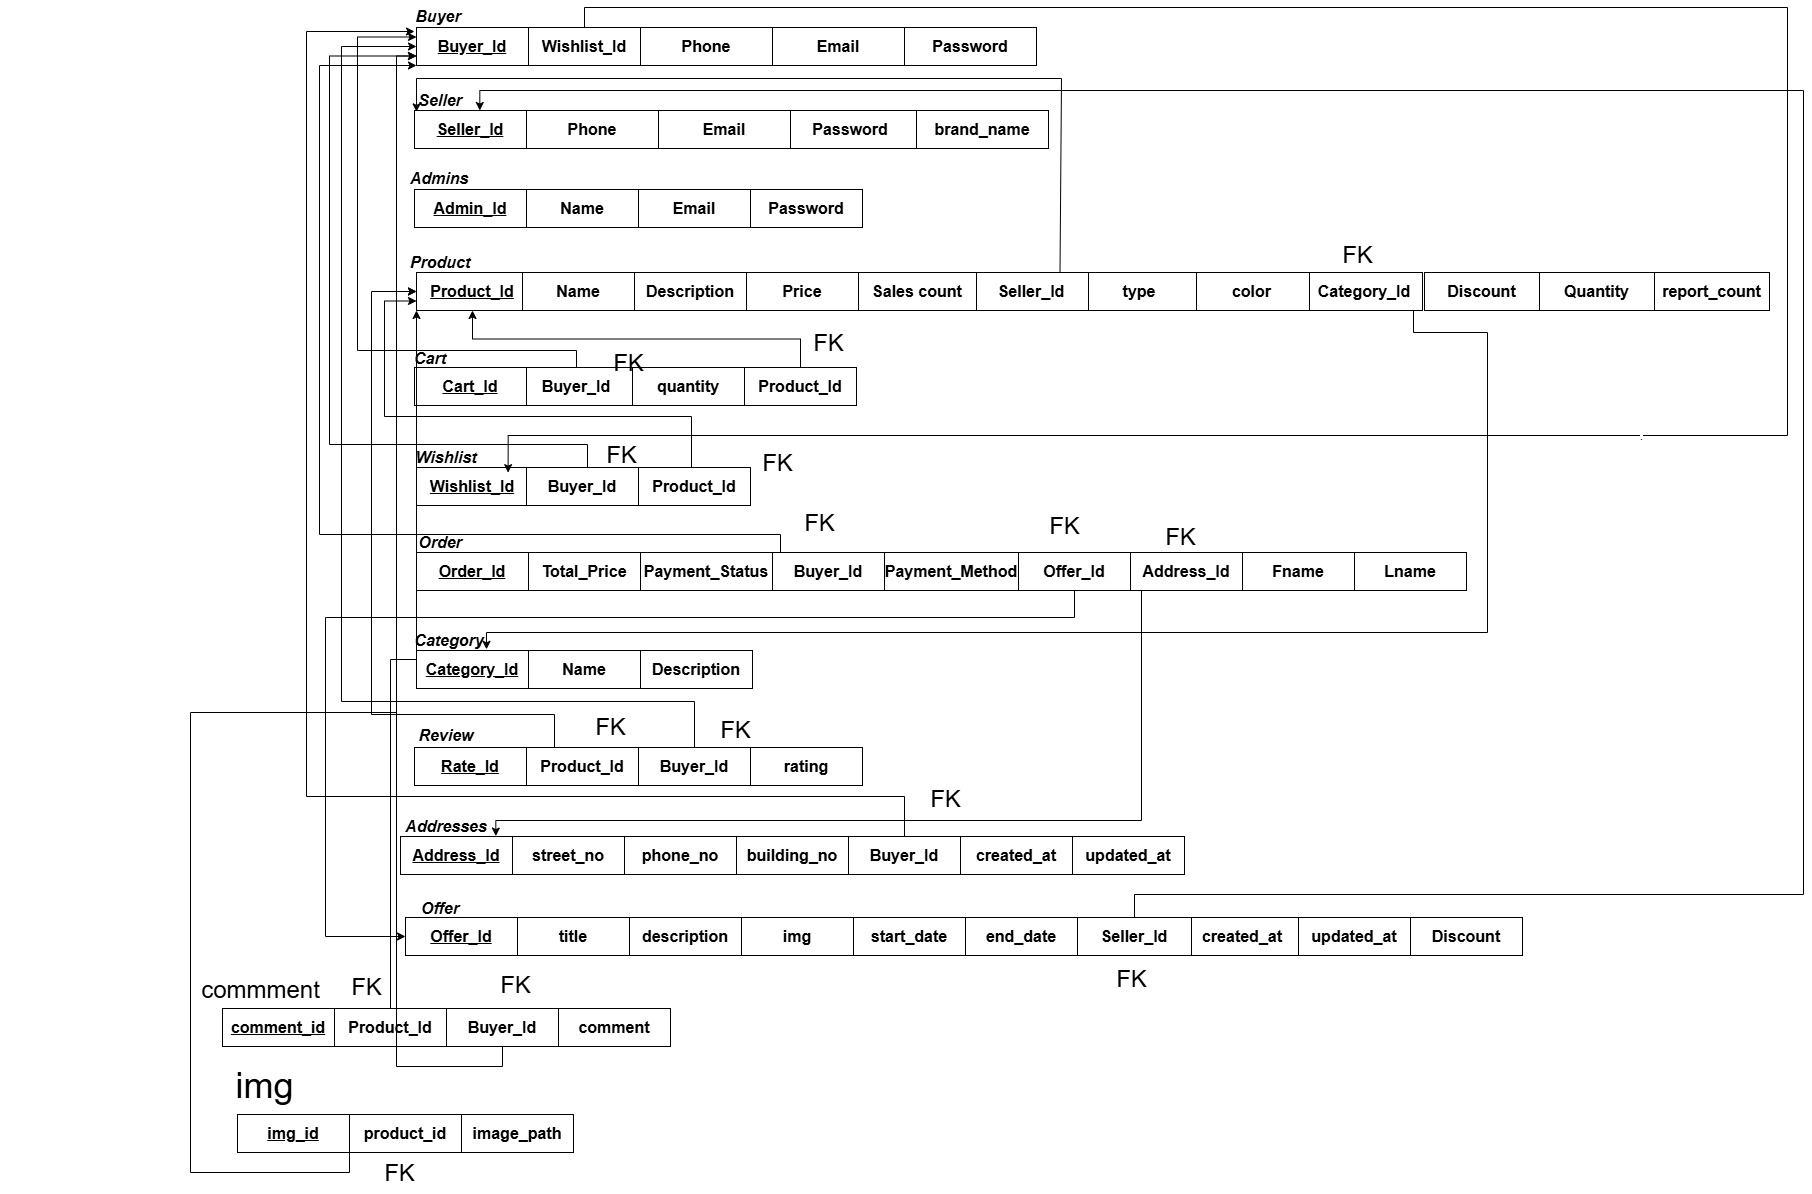 Buyer
Buyer_Id Wishlist_Id Phone Email Password
Seller
Seller_Id Phone Email Password brand_name
Admins
Admin_Id Name Email Password
FK
Product
Product_Id Name Description Price Sales count Seller_Id type color Category_Id Discount Quantity report_count
FK
Cart FK
Cart_Id Buyer_Id quantity Product_Id
Wishlist FK FK
Wishlist_Id Buyer_Id Product_Id
FK FK FK
Order
Order_Id Total_Price Payment_Status Buyer_Id Payment_Method Offer_Id Address_Id Fname Lname
Category
Category_Id Name Description
Review FK FK
Rate_Id Product_Id Buyer_Id rating
FK
Addresses
Address_Id street_no phone_no building_no Buyer_Id created_at updated_at
Offer
Offer_Id title description img start_date end_date Seller_Id created_at updated_at Discount
FK
commment FK FK
comment_id Product_Id Buyer_Id comment
img
img_id product_id image_path
FK